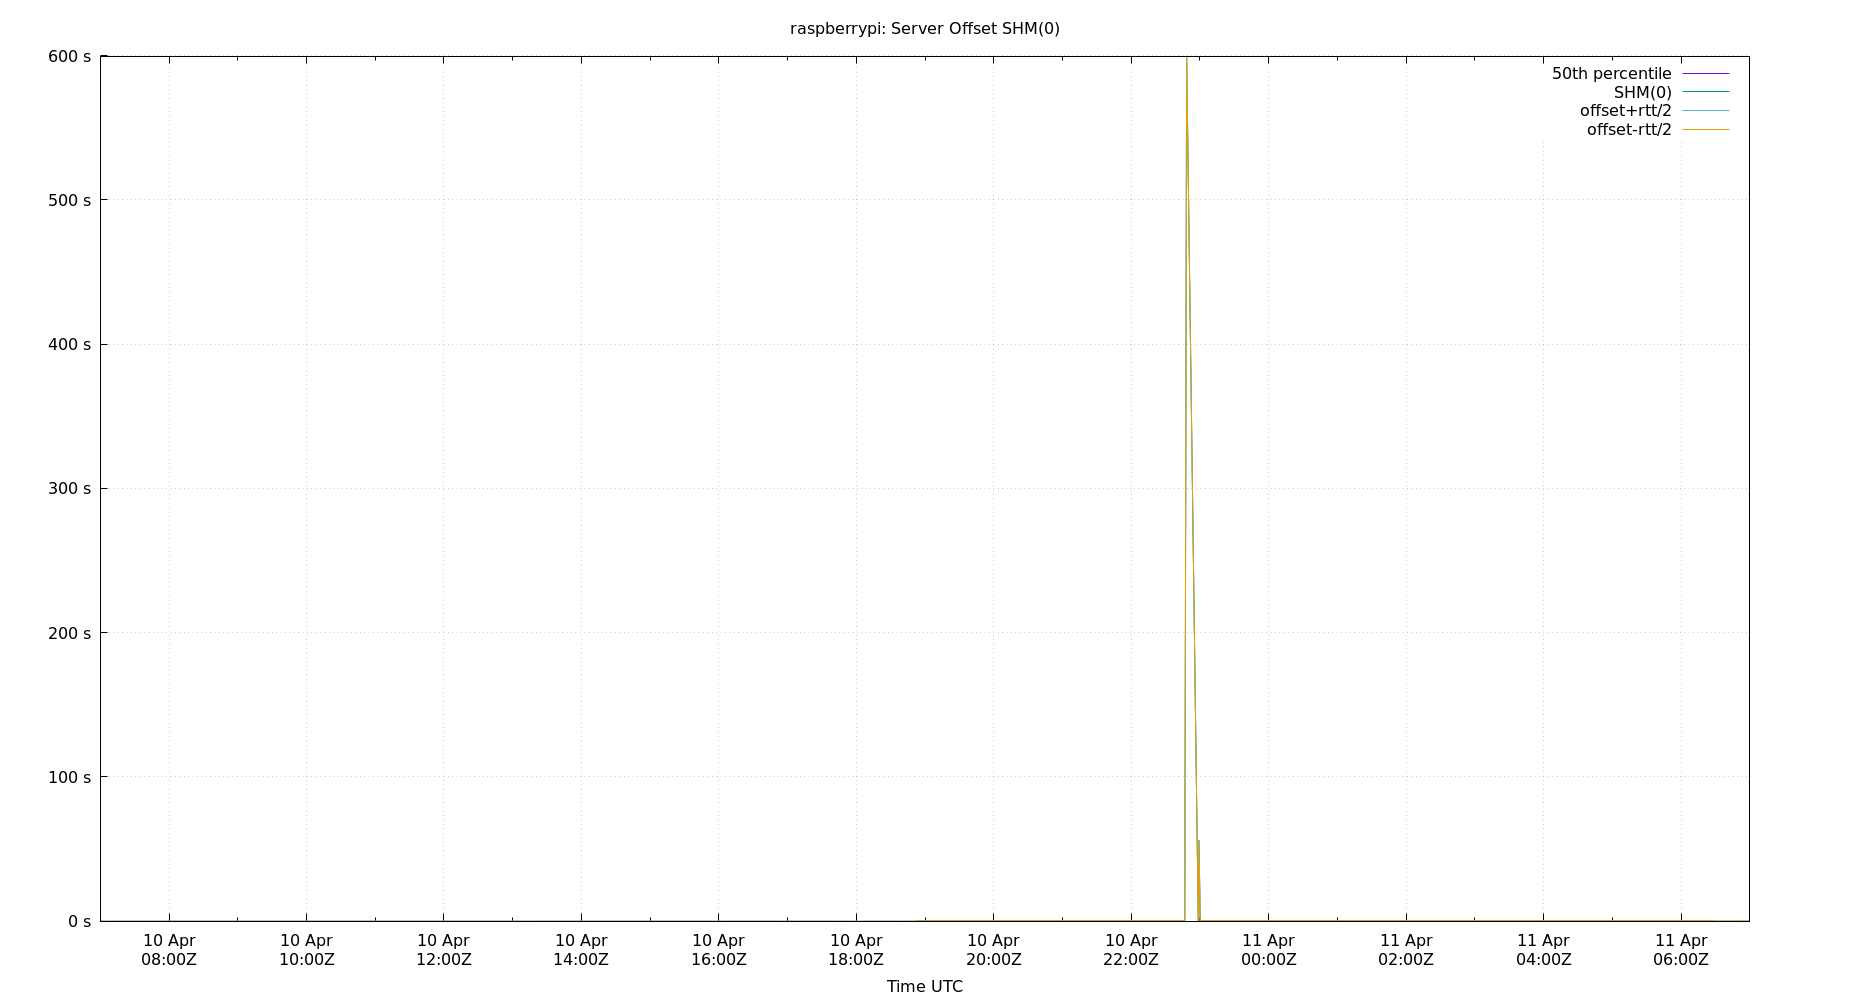 raspberrypi: Server Offset SHM(0)
600 s
500 s
400 s
300 s
200 s
100 s
0 s
50th percentile
SHM(0)
offset+rtt/2
offset-rtt/2
10 Apr 10 Apr 10 Apr 10 Apr 10 Apr 10 Apr 10 Apr 10 Apr 11 Apr 11 Apr 11 Apr 11 Apr
08:00Z 10:00Z 12:00Z 14:00Z 16:00Z 18:00Z 20:00Z 22:00Z 00:00Z 02:00Z 04:00Z 06:00Z
Time UTC